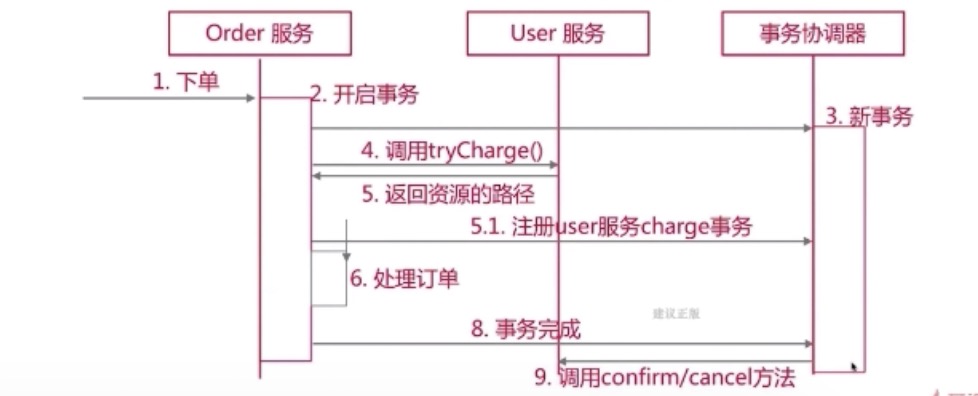 Order 服务
User 服务
事务协调器
1. 下单
2. 开启事务
3. 新事务
4. 调用tryCharge()
5. 返回资源的路径
5.1. 注册user服务charge事务
6. 处理订单
建议正版
8. 事务完成
9. 调用confirm/cancel方法